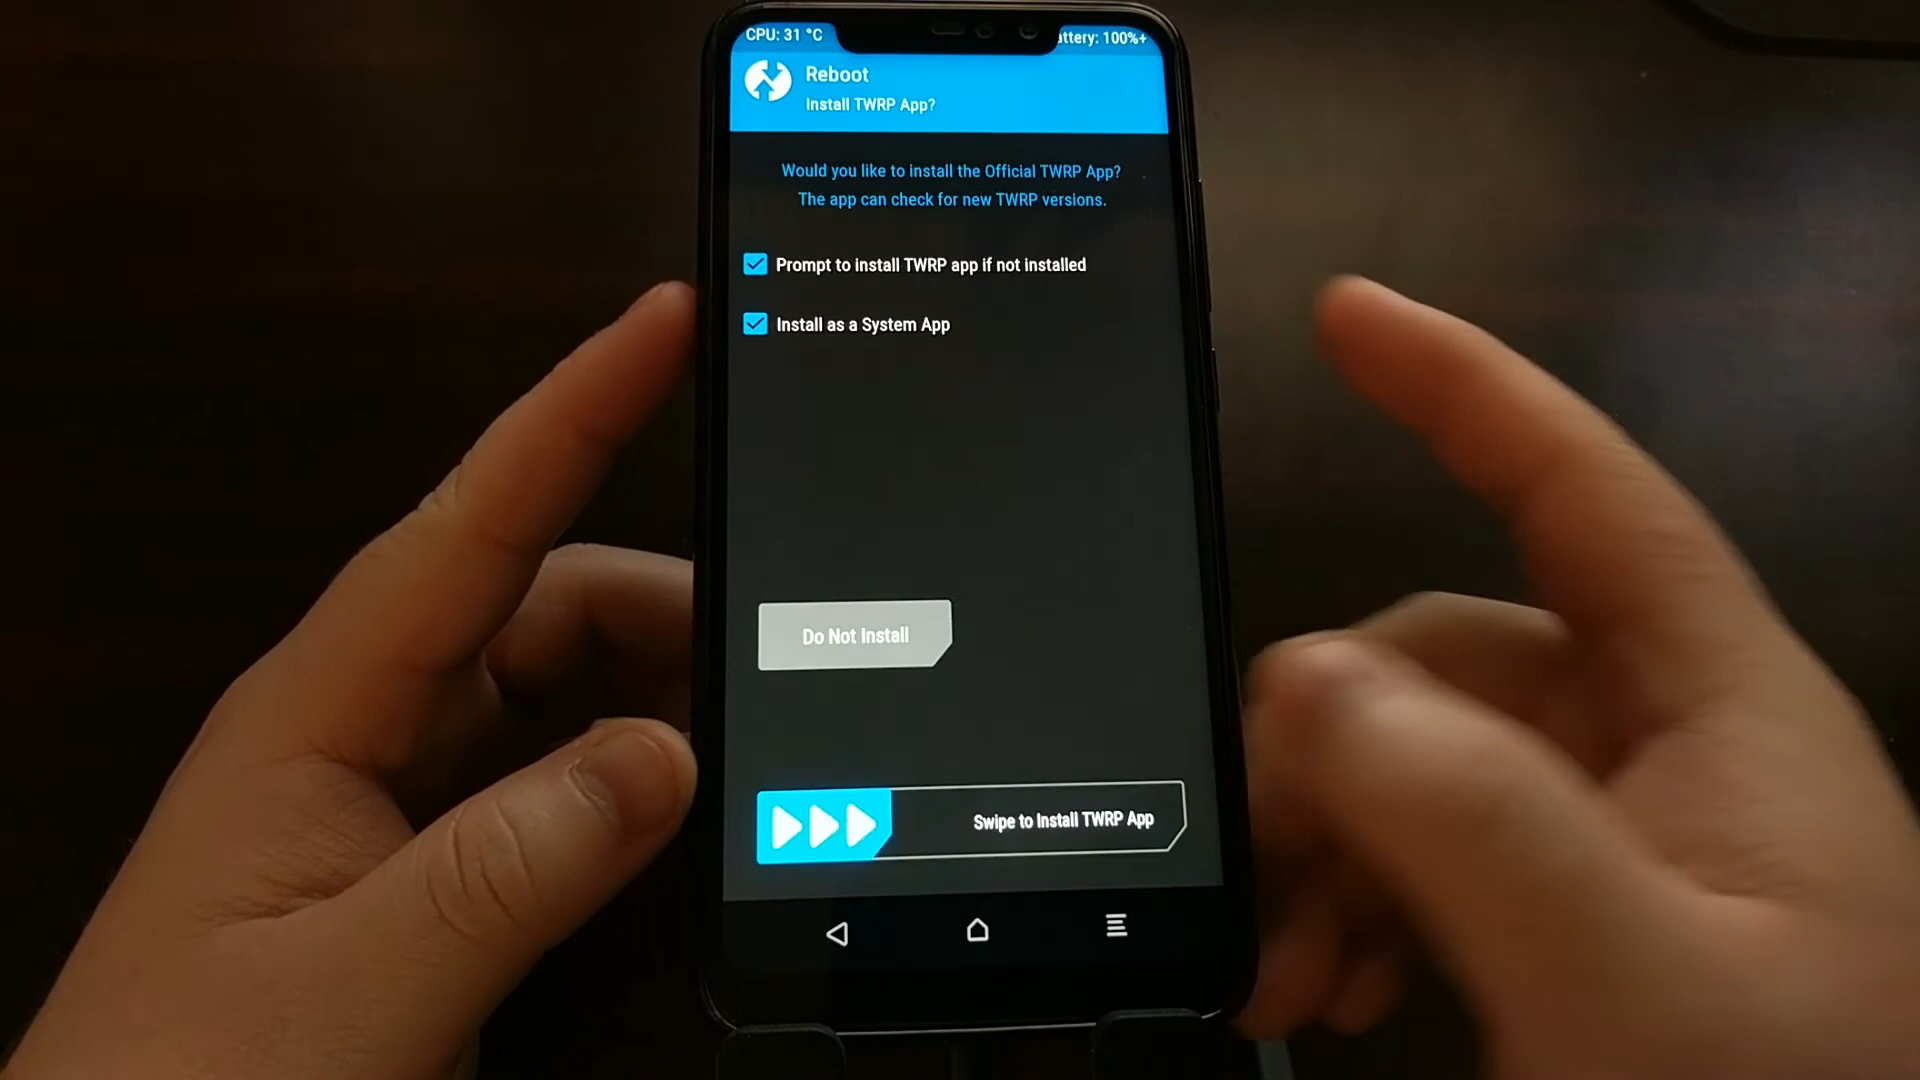 CPU: 31 °C
attery: 100%+
Reboot
Install TWRP App?
Would you like to install the Official TWRP App?
The app can check for new TWRP versions.
Prompt to install TWRP app if not installed
Install as a System App
Do Not Install
Swipe to Install TWRP App